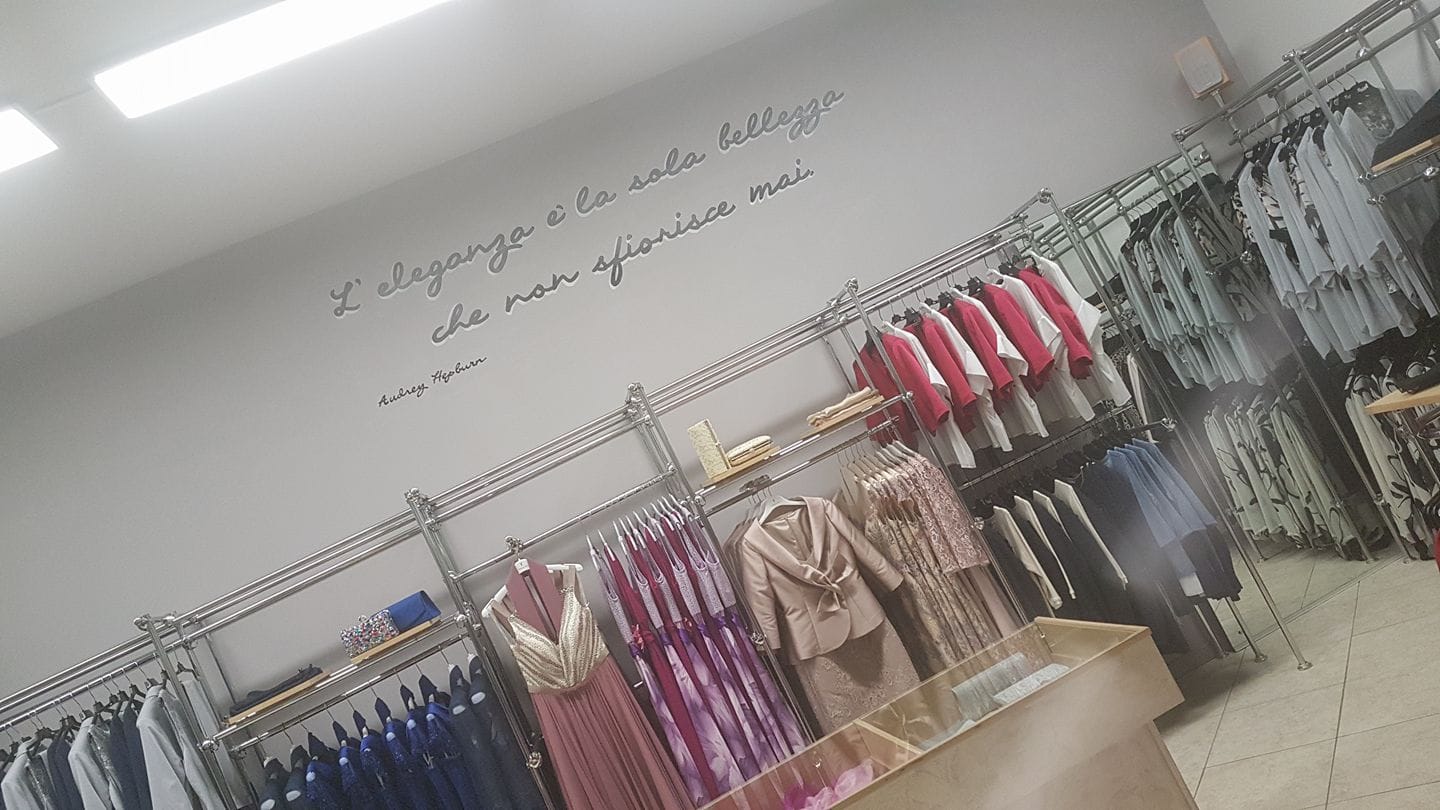 L' eleganza è la sola bellezza
che non sfiorisce mai.
Audrey Hepburn